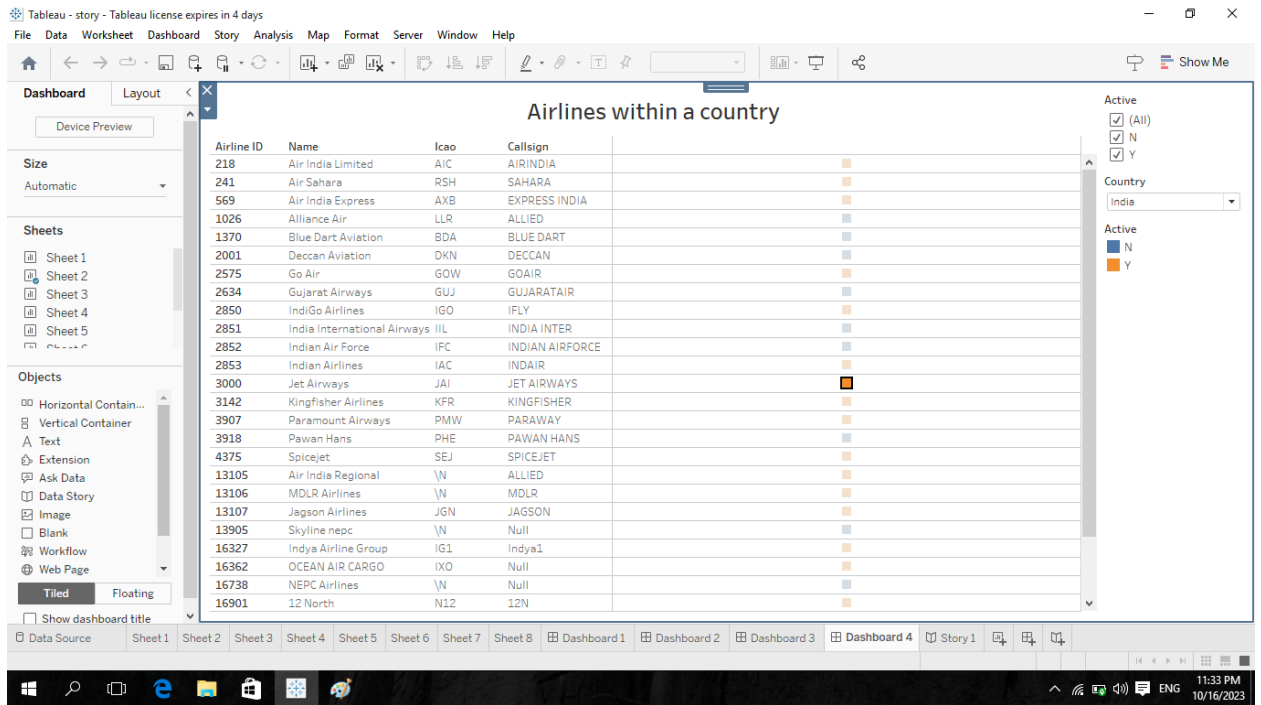 Tableau - story - Tableau license expires in 4 days
File Data Worksheet Dashboard Story Analysis Map Format Server Window Help
Show Me
Dashboard Layout
Device Preview
Size
Automatic
Sheets
Sheet 1
Sheet 2
Sheet 3
Sheet 4
Sheet 5
Objects
Horizontal Contain...
Vertical Container
Text
Extension
Ask Data
Data Story
Image
Blank
Workflow
Web Page
Tiled Floating
Show dashboard title
Airlines within a country
Airline ID Name Icao Callsign
218 Air India Limited AIC AIRINDIA
241 Air Sahara RSH SAHARA
569 Air India Express AXB EXPRESS INDIA
1026 Alliance Air LLR ALLIED
1370 Blue Dart Aviation BDA BLUE DART
2001 Deccan Aviation DKN DECCAN
2575 Go Air GOW GOAIR
2634 Gujarat Airways GUJ GUJARATAIR
2850 IndiGo Airlines IGO IFLY
2851 India International Airways IIL INDIA INTER
2852 Indian Air Force IFC INDIAN AIRFORCE
2853 Indian Airlines IAC INDAIR
3000 Jet Airways JAI JET AIRWAYS
3142 Kingfisher Airlines KFR KINGFISHER
3907 Paramount Airways PMW PARAWAY
3918 Pawan Hans PHE PAWAN HANS
4375 Spicejet SEJ SPICEJET
13105 Air India Regional \N ALLIED
13106 MDLR Airlines \N MDLR
13107 Jagson Airlines JGN JAGSON
13905 Skyline nepc \N Null
16327 Indya Airline Group IG1 Indya1
16362 OCEAN AIR CARGO IXO Null
16738 NEPC Airlines \N Null
16901 12 North N12 12N
Active
(All)
N
Y
Country
India
Active
N
Y
Data Source Sheet 1 Sheet 2 Sheet 3 Sheet 4 Sheet 5 Sheet 6 Sheet 7 Sheet 8 Dashboard 1 Dashboard 2 Dashboard 3 Dashboard 4 Story 1
ENG
11:33 PM
10/16/2023